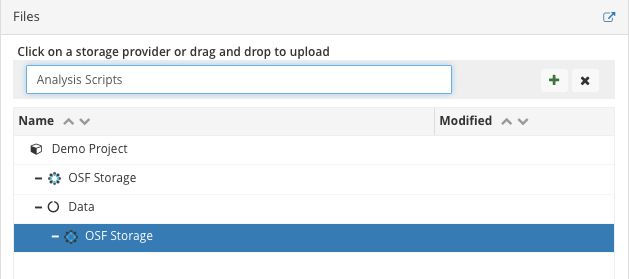 Files
Click on a storage provider or drag and drop to upload
Analysis Scripts
Name Modified
Demo Project
OSF Storage
Data
OSF Storage